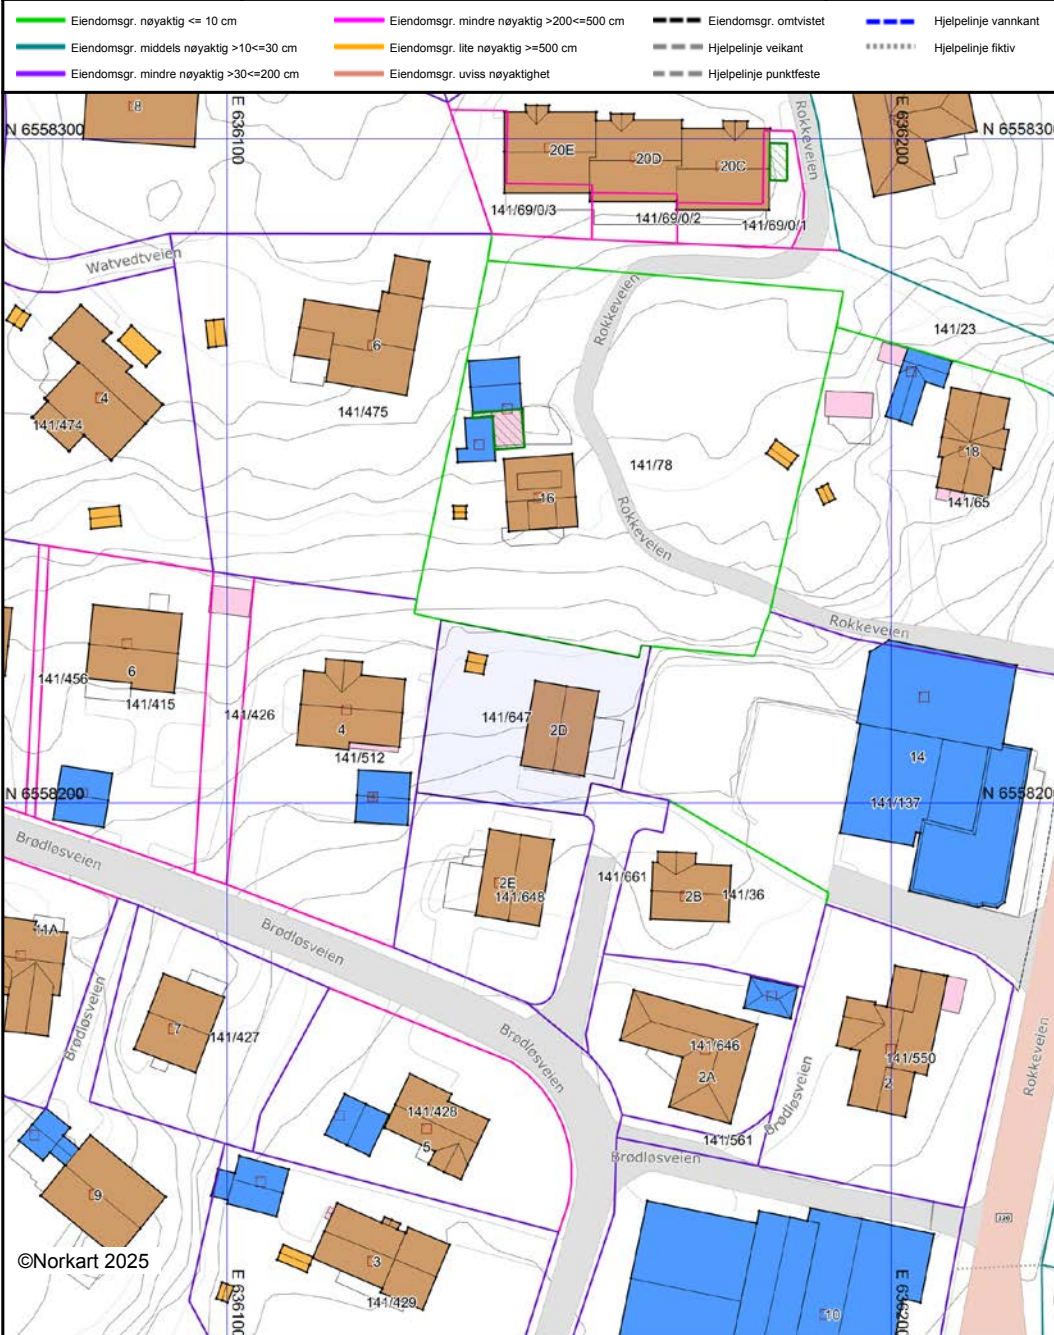 Eiendomsgr. nøyaktig <= 10 cm
Eiendomsgr. mindre nøyaktig >200<=500 cm
Eiendomsgr. omtvistet
Hjelpelinje vannkant
Eiendomsgr. middels nøyaktig >10<=30 cm
Eiendomsgr. lite nøyaktig >=500 cm
Hjelpelinje veikant
Hjelpelinje fiktiv
Eiendomsgr. mindre nøyaktig >30<=200 cm
Eiendomsgr. uviss nøyaktighet
Hjelpelinje punktfeste
8
N 6558300
E 636100
20E
20D
20C
Rokkeveien
E 636200
N 6558300
141/69/0/3
141/69/0/2
141/69/0/1
Watvedtveien
Rokkeveien
141/23
6
4
141/475
141/474
18
141/78
16
141/65
Rokkeveien
Rokkeveien
6
141/456
141/415
141/426
4
141/512
141/647
2D
14
N 6558200
141/137
N 6558200
Brødløsveien
2E
141/648
141/661
2B
141/36
11A
Brødløsveien
Brødløsveien
7
141/427
Brødløsveien
141/646
2A
141/550
2
Rokkeveien
Brødløsveien
141/428
5
141/561
Brødløsveien
9
220
©Norkart 2025
3
141/429
E 636100
10
E 636200